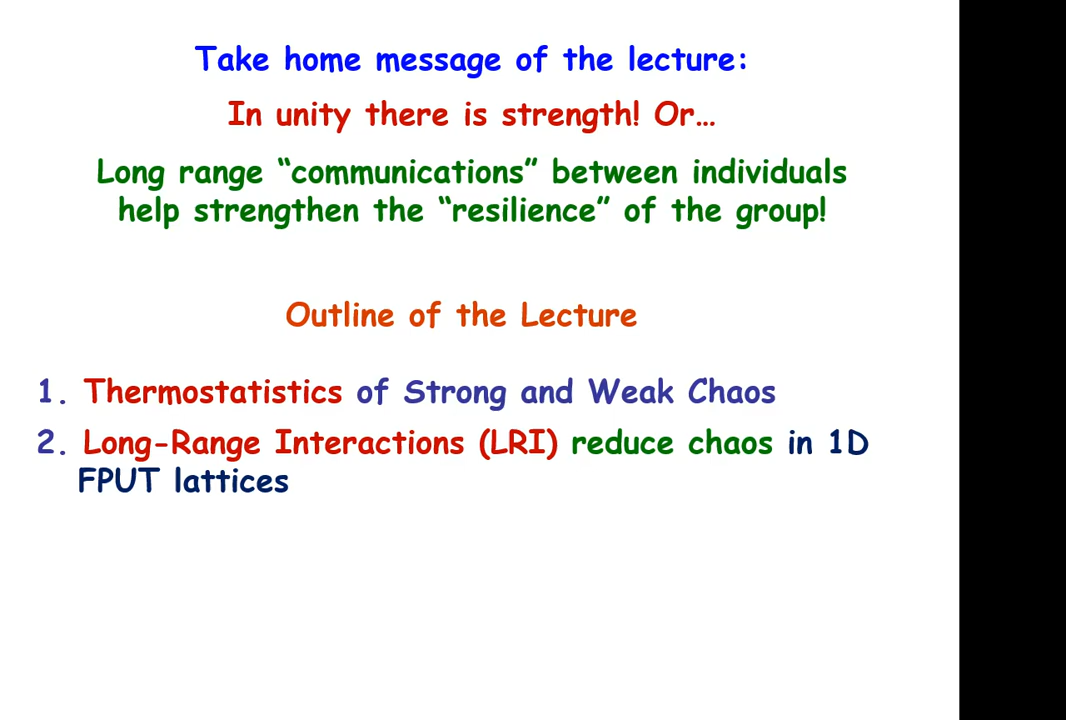 Take home message of the lecture:
In unity there is strength! Or…
Long range “communications” between individuals
help strengthen the “resilience” of the group!
Outline of the Lecture
1. Thermostatistics of Strong and Weak Chaos
2. Long-Range Interactions (LRI) reduce chaos in 1D
FPUT lattices